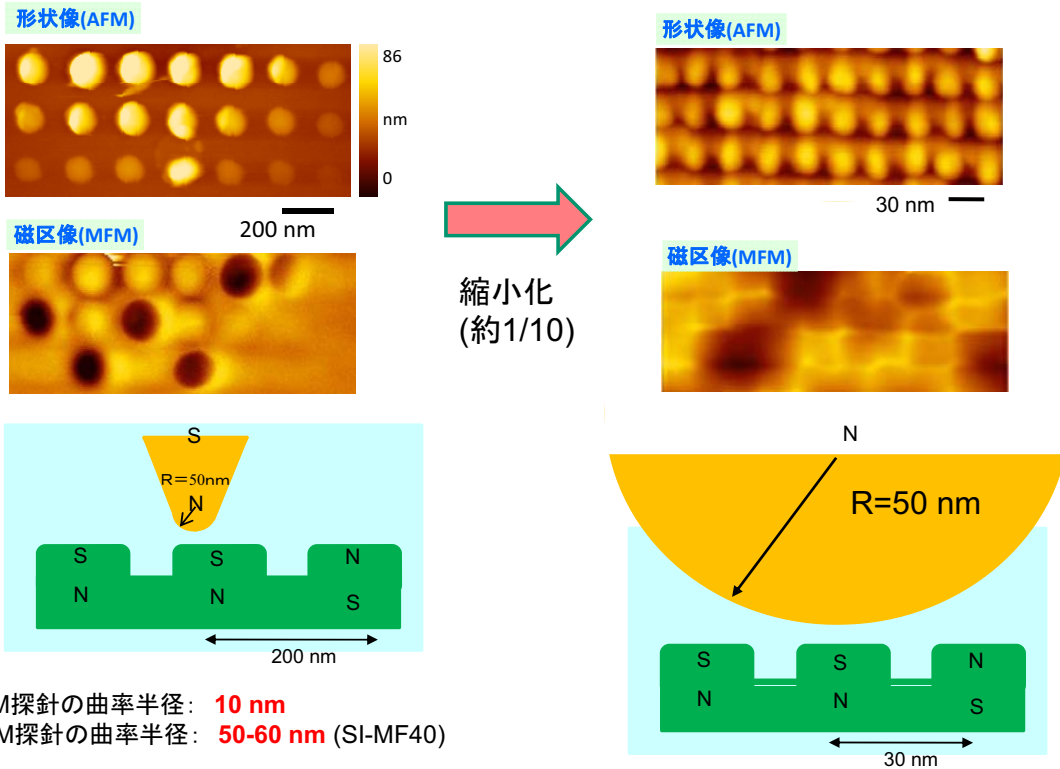 形状像(AFM)
86
nm
0
200 nm
磁区像(MFM)
縮小化
(約1/10)
形状像(AFM)
30 nm
磁区像(MFM)
S
R=50nm
N
S
S
N
N
N
S
200 nm
M探針の曲率半径： 10 nm
M探針の曲率半径： 50-60 nm (SI-MF40)
N
R=50 nm
S
S
N
N
N
S
30 nm